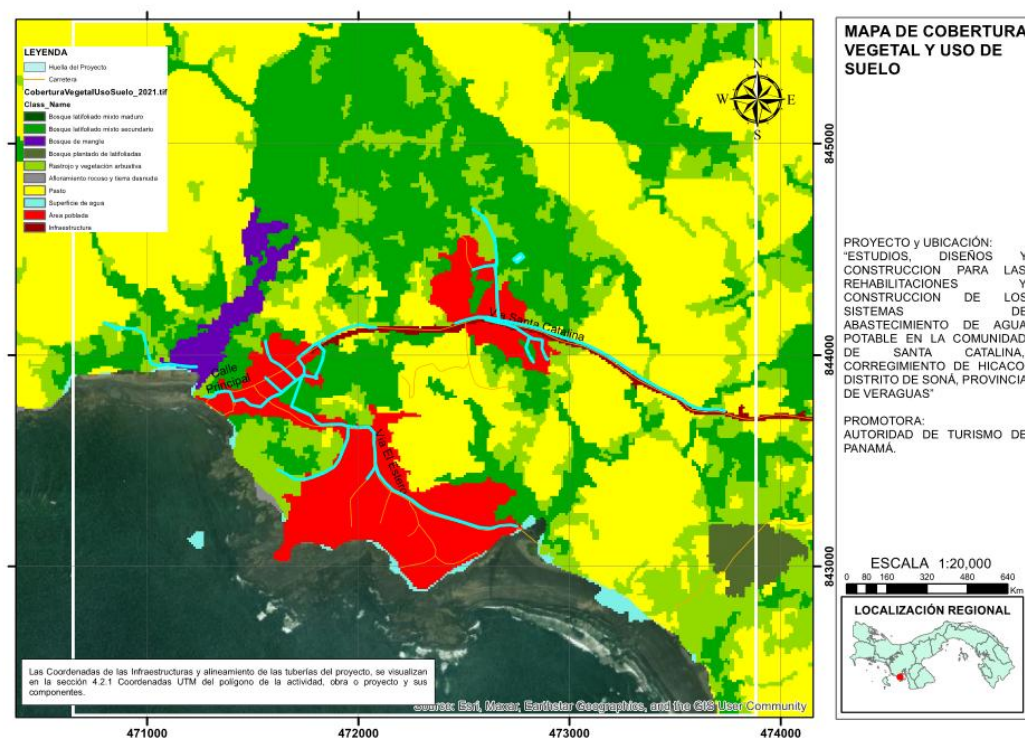 LEYENDA
Huella del Proyecto
Carretera
CoberturaVegetalUsoSuelo_2021.tif
Class_Name
Bosque latifoliado mixto maduro
Bosque latifoliado mixto secundario
Bosque de mangle
Bosque plantado de latifoliadas
Rastrojo y vegetación arbustiva
Afloramiento rocoso y tierra desnuda
Pasto
Superficie de agua
Área poblada
Infraestructura
N
W
E
S
Vía Santa Catalina
Calle
Principal
Vía El Estero
845000
844000
843000
471000
472000
473000
474000
Las Coordenadas de las Infraestructuras y alineamiento de las tuberías del proyecto, se visualizan
en la sección 4.2.1 Coordenadas UTM del polígono de la actividad, obra o proyecto y sus
componentes.
Source: Esri, Maxar, Earthstar Geographics, and the GIS User Community
MAPA DE COBERTURA
VEGETAL Y USO DE
SUELO
PROYECTO y UBICACIÓN:
"ESTUDIOS, DISEÑOS Y
CONSTRUCCION PARA LAS
REHABILITACIONES Y
CONSTRUCCION DE LOS
SISTEMAS DE
ABASTECIMIENTO DE AGUA
POTABLE EN LA COMUNIDAD
DE SANTA CATALINA,
CORREGIMIENTO DE HICACO,
DISTRITO DE SONÁ, PROVINCIA
DE VERAGUAS"
PROMOTORA:
AUTORIDAD DE TURISMO DE
PANAMÁ.
ESCALA 1:20,000
0 80 160 320 480 640
Km
LOCALIZACIÓN REGIONAL